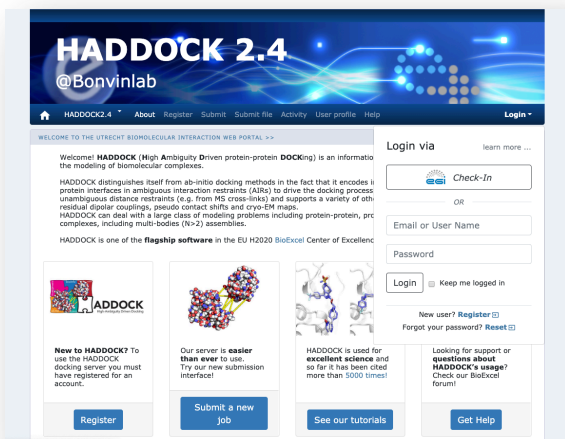 HADDOCK 2.4
@Bonvinlab
HADDOCK2.4 About Register Submit Submit file Activity User profile Help Login
WELCOME TO THE UTRECHT BIOMOLECULAR INTERACTION WEB PORTAL >>
Welcome! HADDOCK (High Ambiguity Driven protein-protein DOCKing) is an informatio
the modeling of biomolecular complexes.
HADDOCK distinguishes itself from ab-initio docking methods in the fact that it encodes i
protein interfaces in ambiguous interaction restraints (AIRs) to drive the docking process
unambiguous distance restraints (e.g. from MS cross-links) and supports a variety of othe
residual dipolar couplings, pseudo contact shifts and cryo-EM maps.
HADDOCK can deal with a large class of modeling problems including protein-protein, pro
complexes, including multi-bodies (N>2) assemblies.
HADDOCK is one of the flagship software in the EU H2020 BioExcel Center of Excellenc
Login via learn more ...
egi Check-In
OR
Email or User Name
Password
Login Keep me logged in
New user? Register
Forgot your password? Reset
ADDOCK
High Ambiguity Driven Docking
New to HADDOCK? To
use the HADDOCK
docking server you must
have registered for an
account.
Register
Our server is easier
than ever to use.
Try our new submission
interface!
Submit a new
job
HADDOCK is used for
excellent science and
so far it has been cited
more than 5000 times!
See our tutorials
Looking for support or
questions about
HADDOCK's usage?
Check our BioExcel
forum!
Get Help